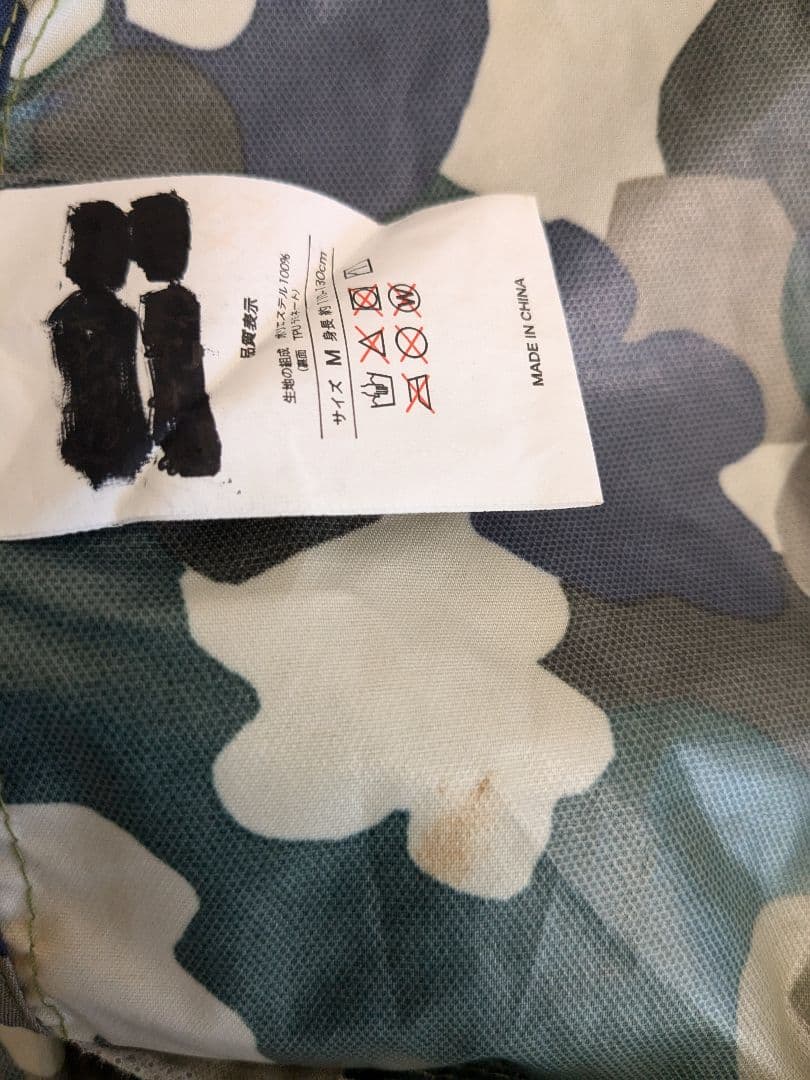 品質表示
生地の組成 ポリエステル100%
(裏面 TPUラミネート)
サイズ M 身長 約110-130cm
W
MADE IN CHINA